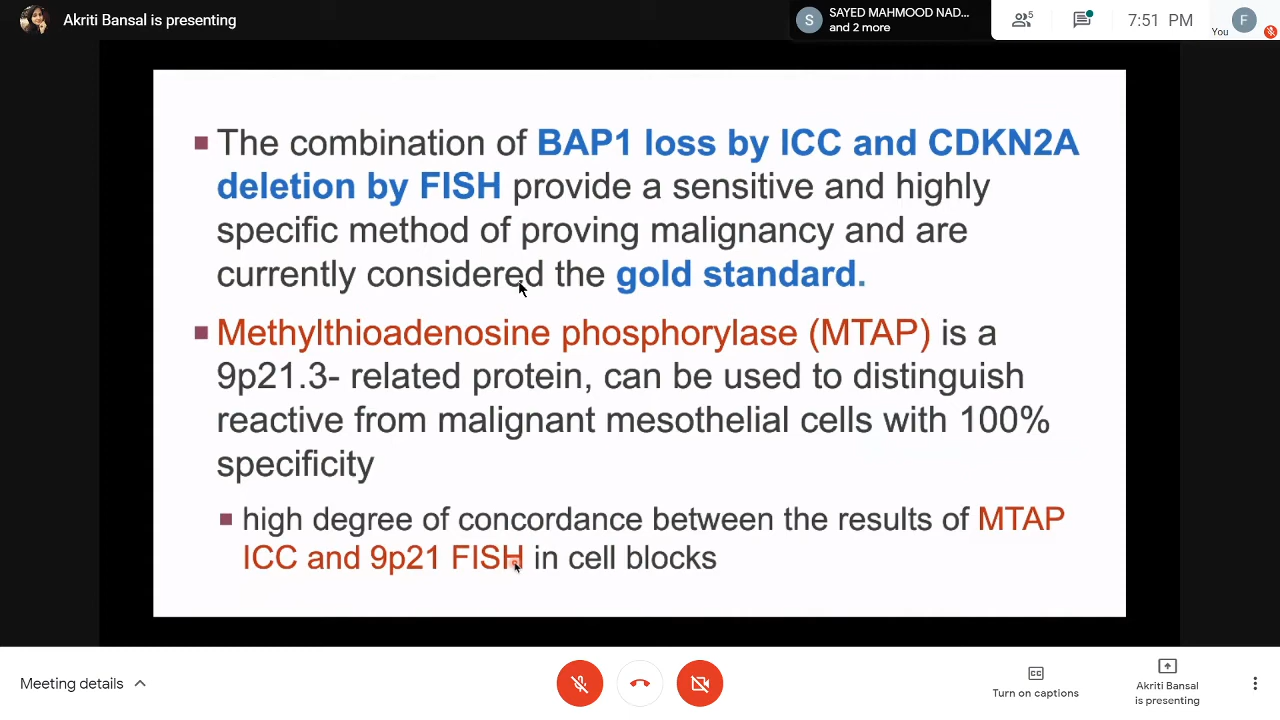 Akriti Bansal is presenting
S
SAYED MAHMOOD NAD...
and 2 more
5
7:51 PM
You
F
The combination of BAP1 loss by ICC and CDKN2A
deletion by FISH provide a sensitive and highly
specific method of proving malignancy and are
currently considered the gold standard.
Methylthioadenosine phosphorylase (MTAP) is a
9p21.3- related protein, can be used to distinguish
reactive from malignant mesothelial cells with 100%
specificity
high degree of concordance between the results of MTAP
ICC and 9p21 FISH in cell blocks
Meeting details
CC
Turn on captions
Akriti Bansal
is presenting